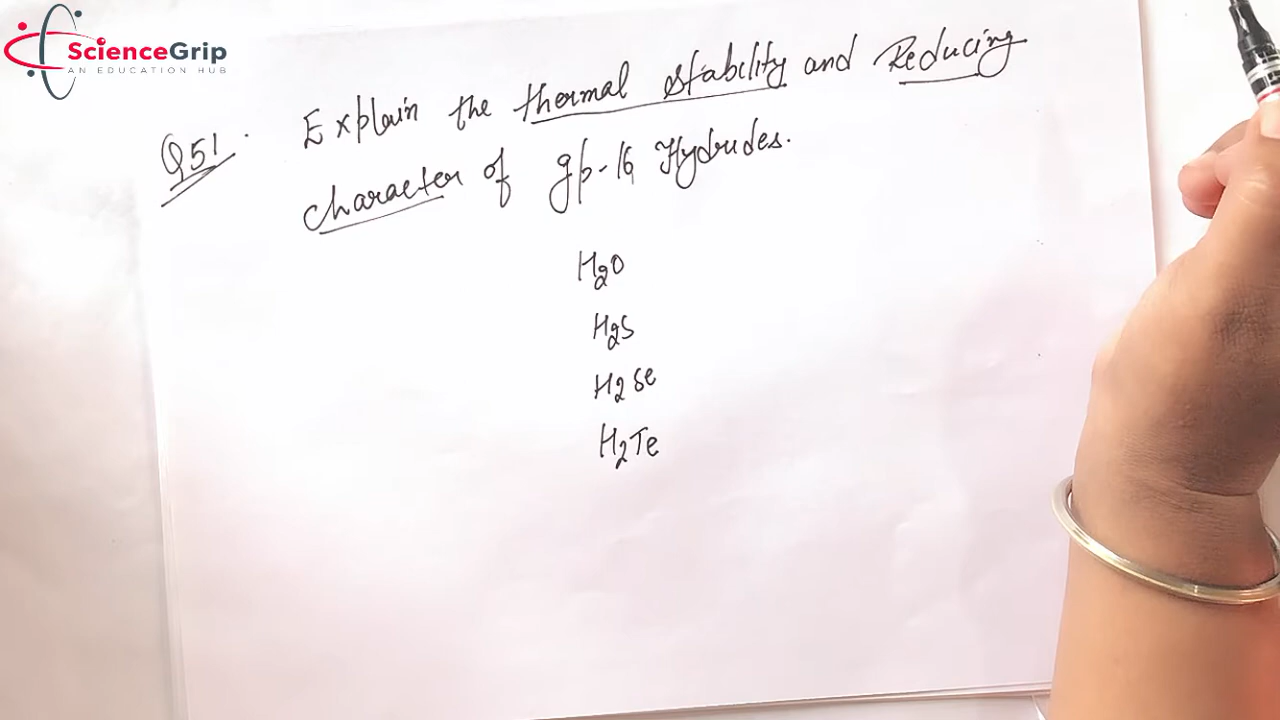 ScienceGrip
AN EDUCATION HUB
Q51. Explain the thermal stability and Reducing
character of gp-16 Hydrides.
H2O
H2S
H2Se
H2Te